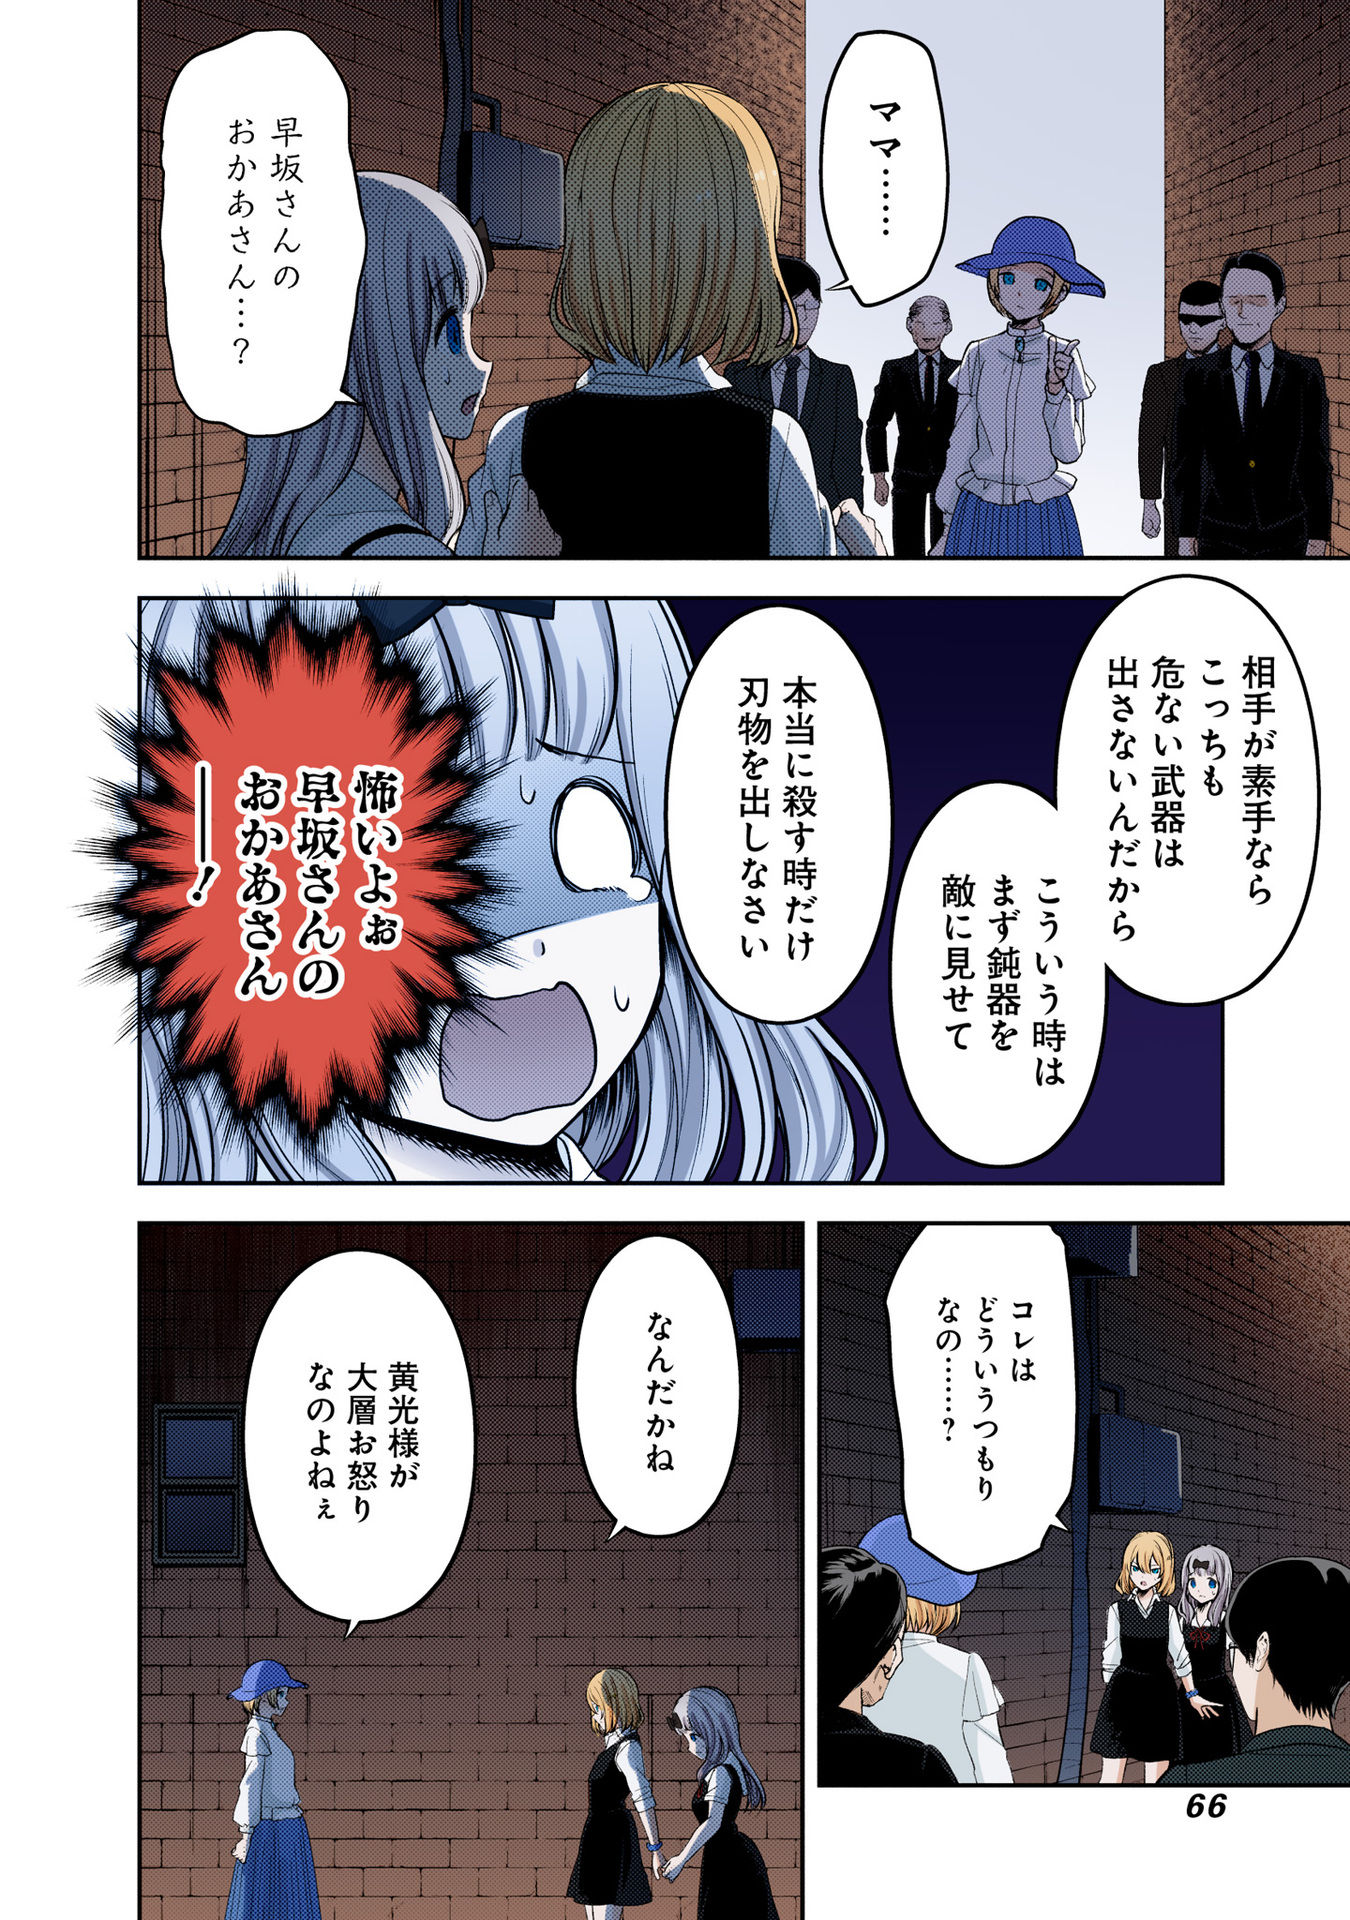 ママ……
早坂さんの
おかあさん…？
相手が素手なら
こっちも
危ない武器は
出さないんだから
こういう時は
まず鈍器を
敵に見せて
本当に殺す時だけ
刃物を出しなさい
怖いよぉ
早坂さんの
おかあさん
――！
コレは
どういうつもり
なの……？
なんだかね
黄光様が
大層お怒り
なのよねぇ
66